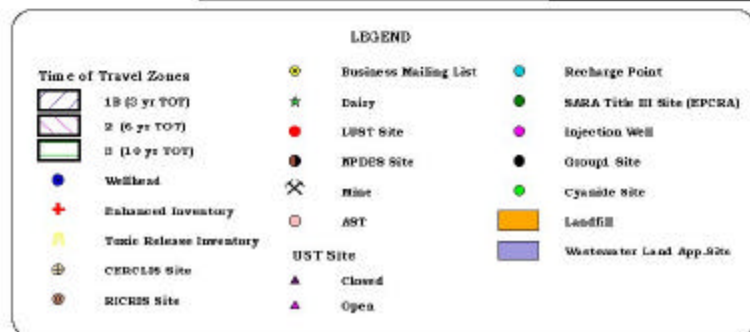 LEGEND
Time of Travel Zones
1B (3 yr TOT)
2 (6 yr TOT)
3 (10 yr TOT)
Wellhead
Enhanced Inventory
Toxic Release Inventory
CERCLIS Site
RICRIS Site
Business Mailing List
Dairy
LUST Site
NPDES Site
Mine
AST
UST Site
Closed
Open
Recharge Point
SARA Title III Site (EPCRA)
Injection Well
Group1 Site
Cyanide Site
Landfill
Wastewater Land App.Site